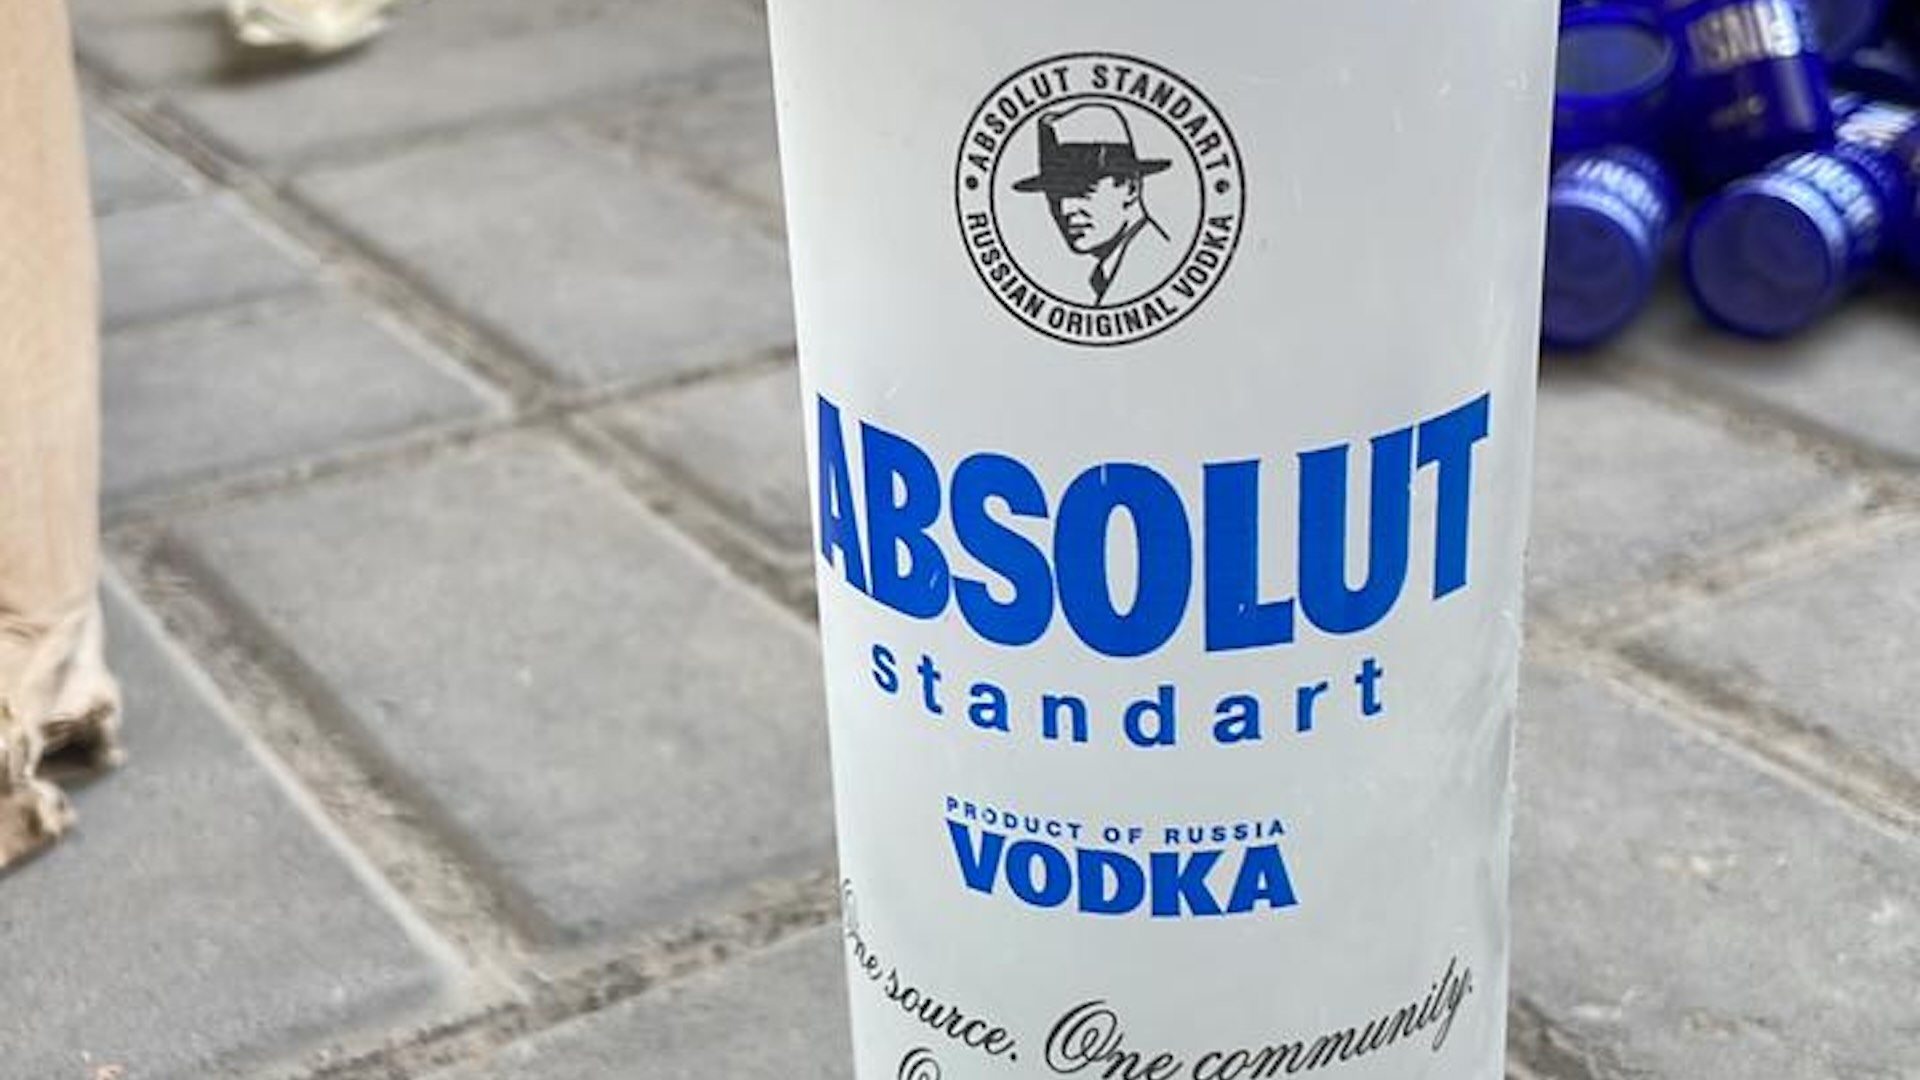 ABSOLUT STANDART
RUSSIAN ORIGINAL VODKA
ABSOLUT
standart
PRODUCT OF RUSSIA
VODKA
One source. One community.